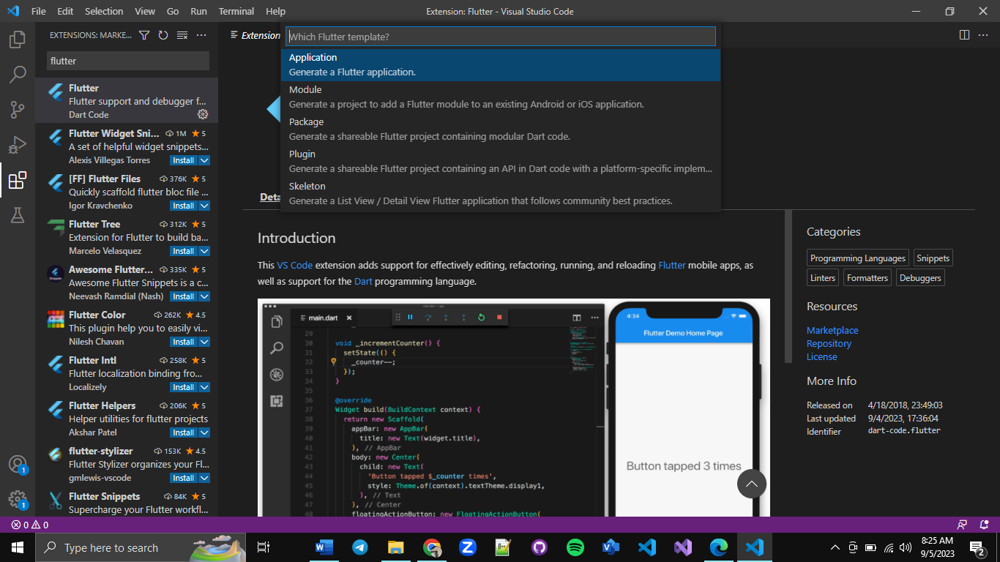 File Edit Selection View Go Run Terminal Help
Extension: Flutter - Visual Studio Code
EXTENSIONS: MARKE...
flutter
Flutter
Flutter support and debugger f...
Dart Code
Flutter Widget Sni... 1M 5
A set of helpful widget snippets...
Alexis Villegas Torres Install
[FF] Flutter Files 376K 5
Quickly scaffold flutter bloc file ...
Igor Kravchenko Install
Flutter Tree 312K 5
Extension for Flutter to build ba...
Marcelo Velasquez Install
Awesome Flutter... 335K 5
Awesome Flutter Snippets is a c...
Neevash Ramdial (Nash) Install
Flutter Color 262K 4.5
This plugin help you to easily vi...
Nilesh Chavan Install
Flutter Intl 258K 5
Flutter localization binding fro...
Localizely Install
Flutter Helpers 206K 5
Helper utilities for flutter projects
Akshar Patel Install
flutter-stylizer 153K 4.5
Flutter Stylizer organizes your Fl...
gmlewis-vscode Install
Flutter Snippets 84K 5
Supercharge your Flutter workfl...
1
1
Extension
Which Flutter template?
Application
Generate a Flutter application.
Module
Generate a project to add a Flutter module to an existing Android or iOS application.
Package
Generate a shareable Flutter project containing modular Dart code.
Plugin
Generate a shareable Flutter project containing an API in Dart code with a platform-specific implem...
Skeleton
Generate a List View / Detail View Flutter application that follows community best practices.
Deta
Introduction
This VS Code extension adds support for effectively editing, refactoring, running, and reloading Flutter mobile apps, as
well as support for the Dart programming language.
main.dart
29
30 void _incrementCounter() {
31 setState(() {
32 _counter--;
33 });
34 }
35
36 @override
37 Widget build(BuildContext context) {
38 return new Scaffold(
39 appBar: new AppBar(
40 title: new Text(widget.title),
41 ), // AppBar
42 body: new Center(
43 child: new Text(
44 'Button tapped $_counter times',
45 style: Theme.of(context).textTheme.display1,
46 ), // Text
47 ), // Center
48 floatingActionButton: new FloatingActionButton(
4:34
Flutter Demo Home Page
Button tapped 3 times
Categories
Programming Languages Snippets
Linters Formatters Debuggers
Resources
Marketplace
Repository
License
More Info
Released on 4/18/2018, 23:49:03
Last updated 9/4/2023, 17:36:04
Identifier dart-code.flutter
0 0
Type here to search
8:25 AM
9/5/2023
2